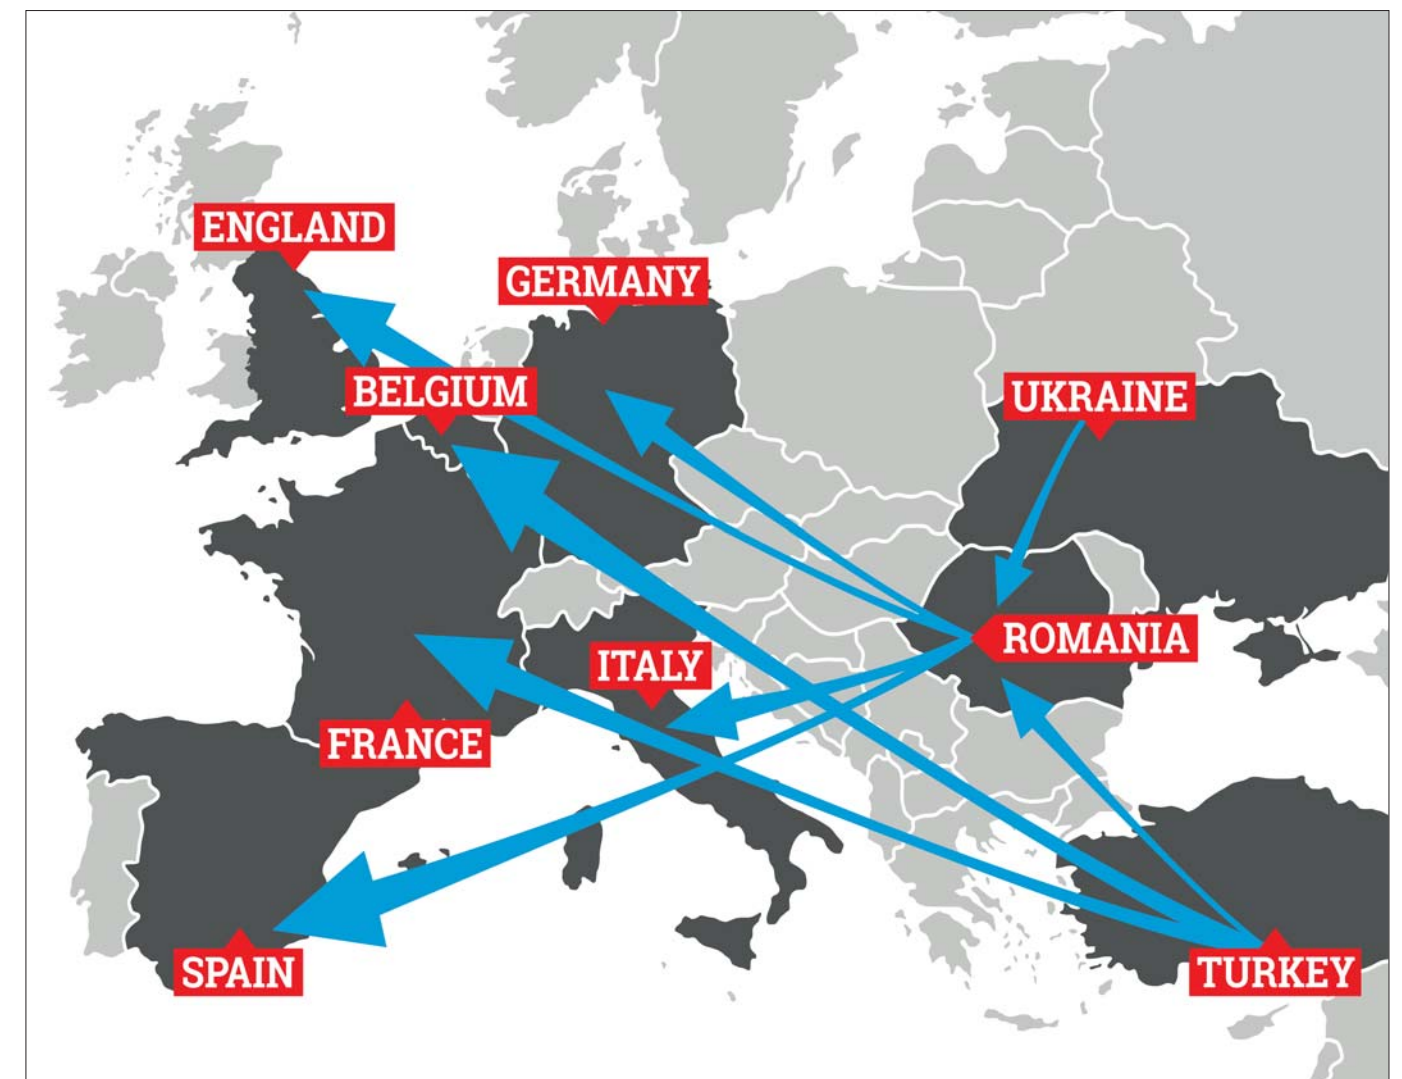 ENGLAND
GERMANY
BELGIUM
UKRAINE
ROMANIA
ITALY
FRANCE
SPAIN
TURKEY